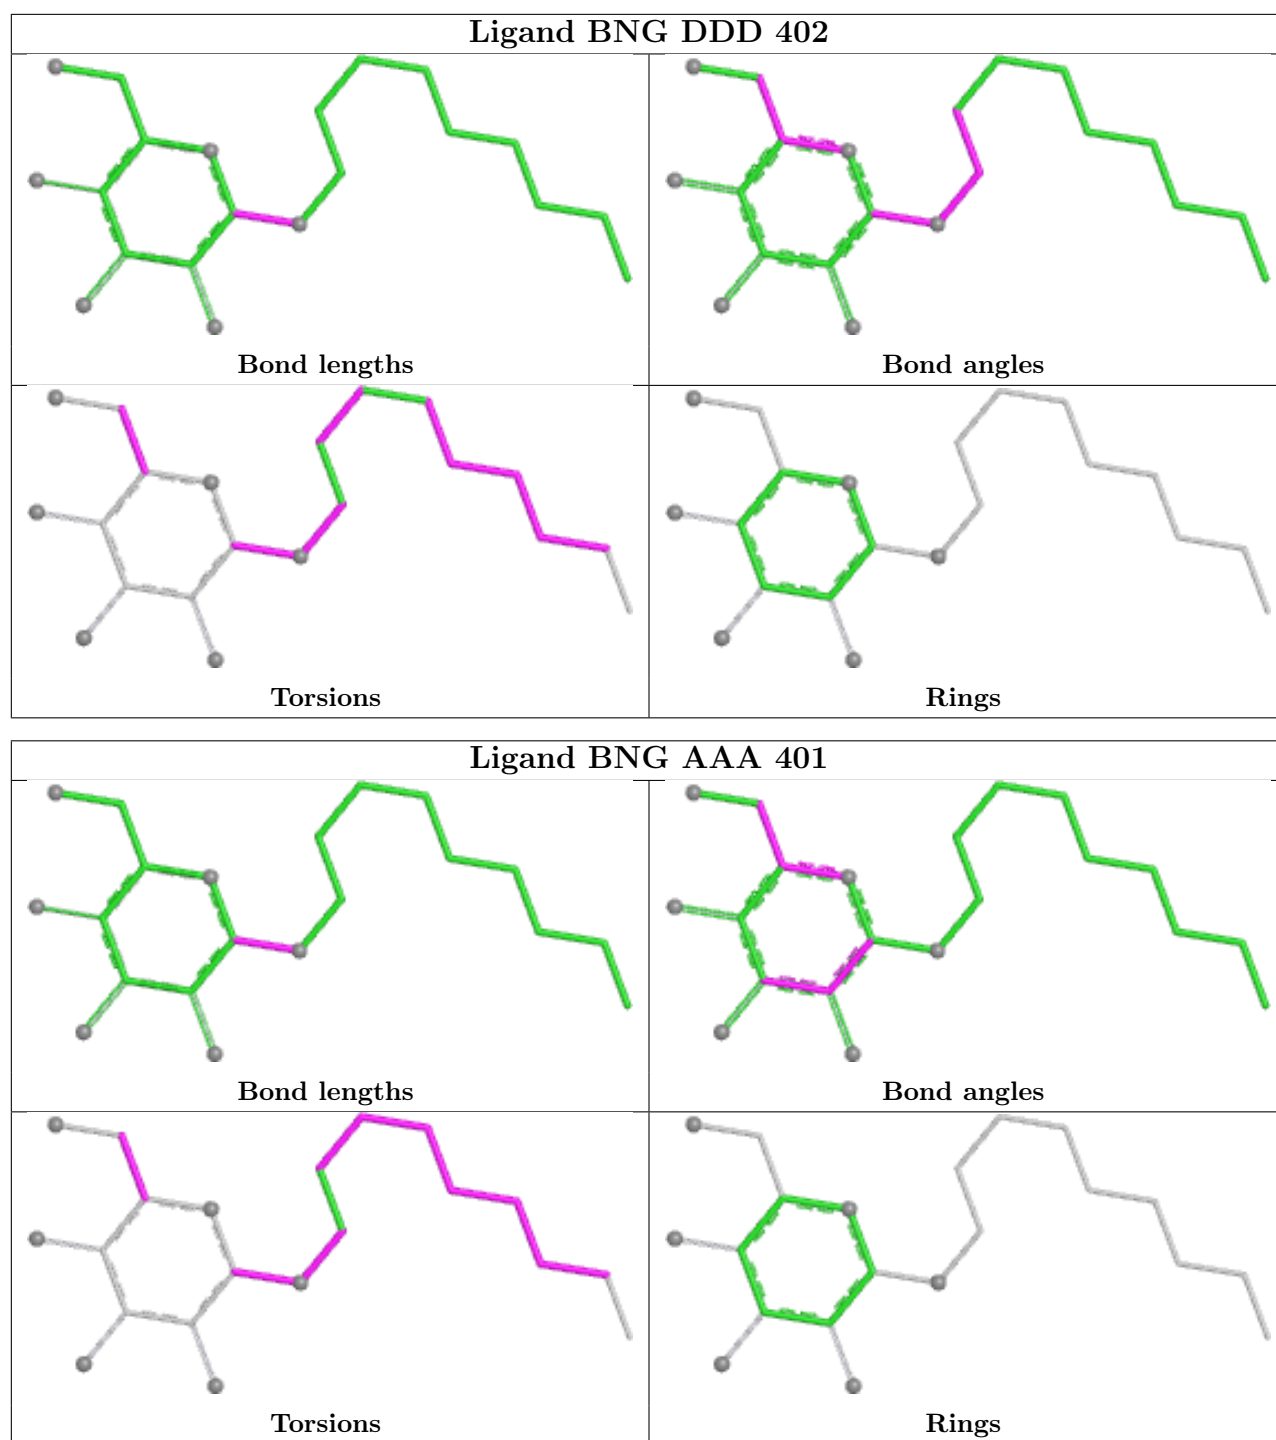 Ligand BNG DDD 402
Bond lengths
Bond angles
Torsions
Rings
Ligand BNG AAA 401
Bond lengths
Bond angles
Torsions
Rings